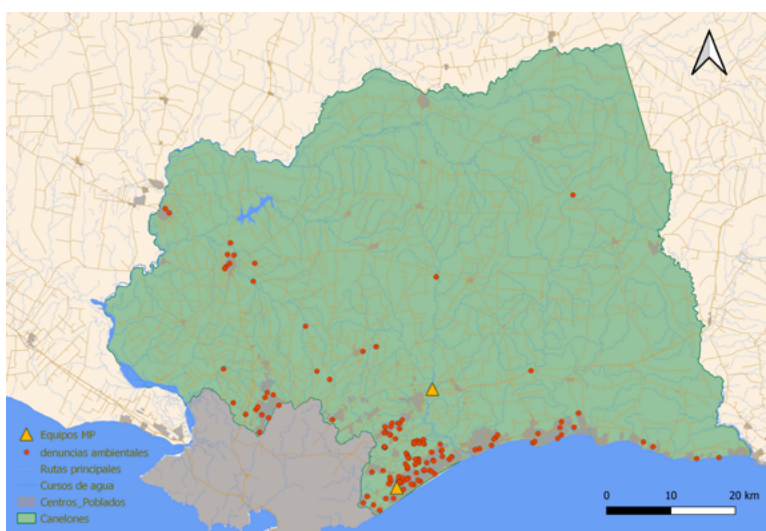 Equipos MP
denuncias ambientales
Rutas principales
Cursos de agua
Centros_Poblados
Canelones
0 10 20 km